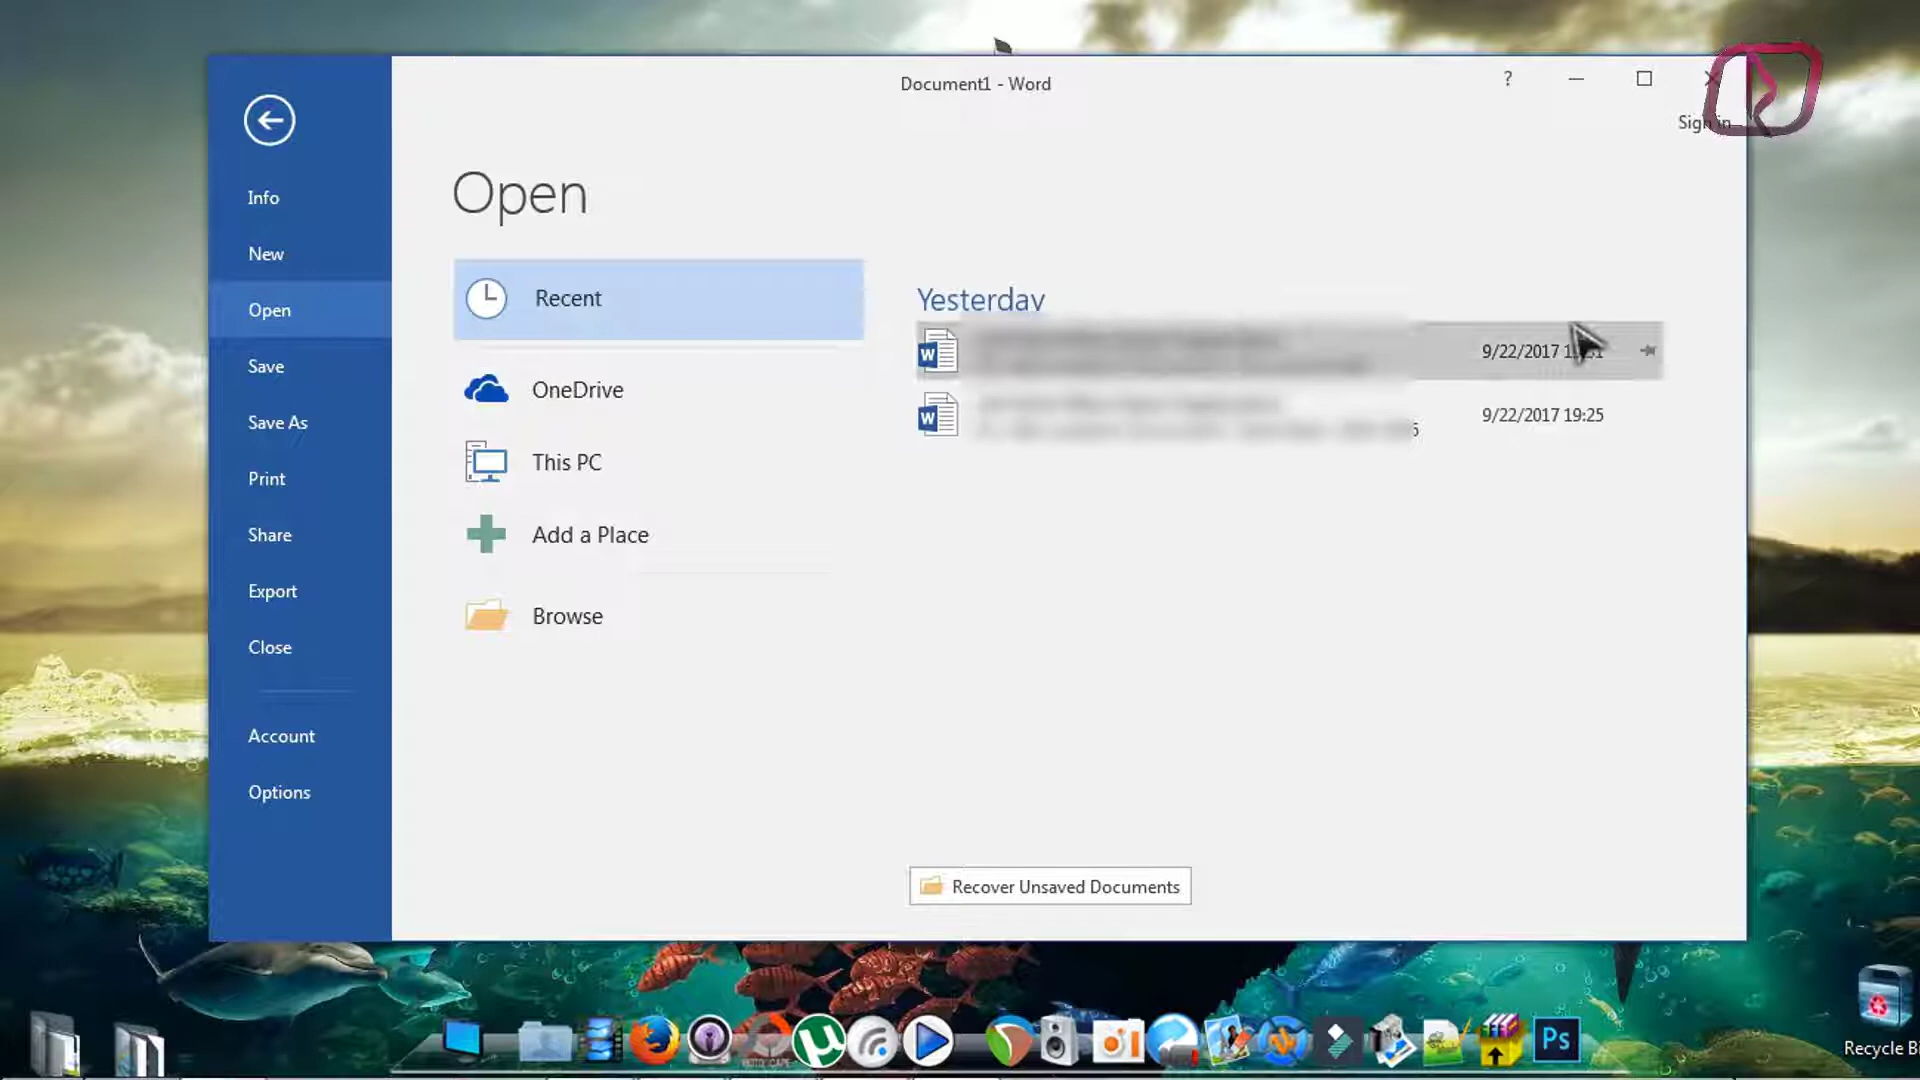 Document1 - Word
?
Sign in
Info
New
Open
Save
Save As
Print
Share
Export
Close
Account
Options
Open
Recent
OneDrive
This PC
Add a Place
Browse
Yesterday
9/22/2017
9/22/2017 19:25
Recover Unsaved Documents
Ps